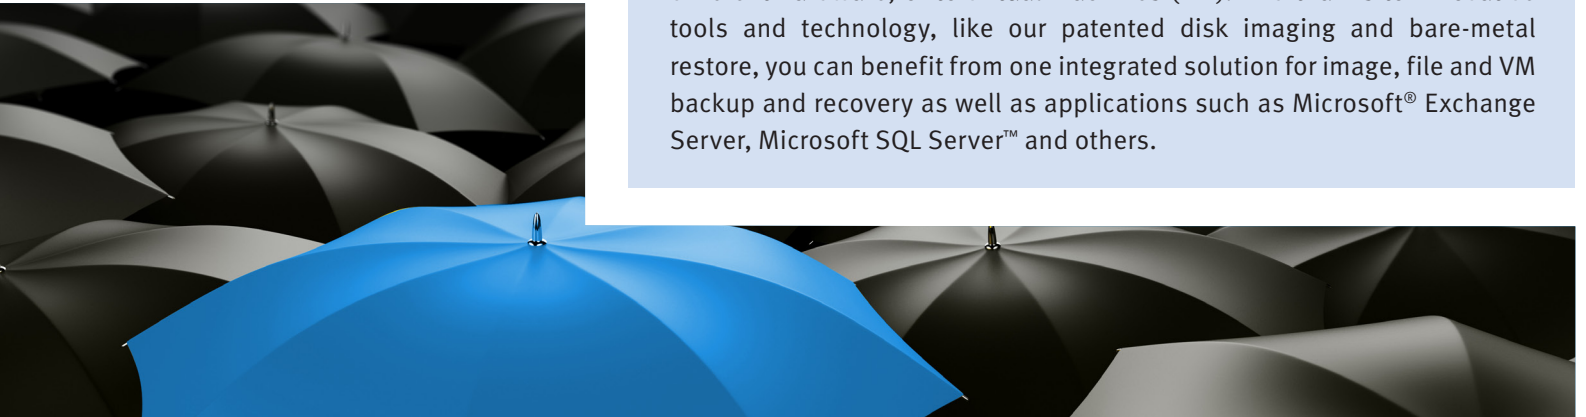 tools and technology, like our patented disk imaging and bare-metal
restore, you can benefit from one integrated solution for image, file and VM
backup and recovery as well as applications such as Microsoft® Exchange
Server, Microsoft SQL Server™ and others.